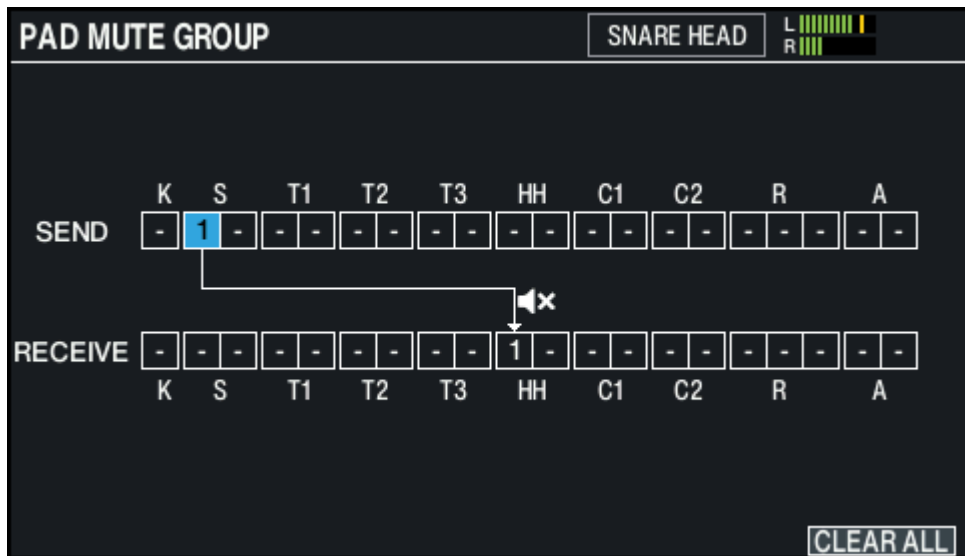 PAD MUTE GROUP SNARE HEAD L
R
K S T1 T2 T3 HH C1 C2 R A
SEND - 1 - - - - - - - - - - - - - - - - - -
RECEIVE - - - - - - - - - 1 - - - - - - - - - -
K S T1 T2 T3 HH C1 C2 R A
CLEAR ALL